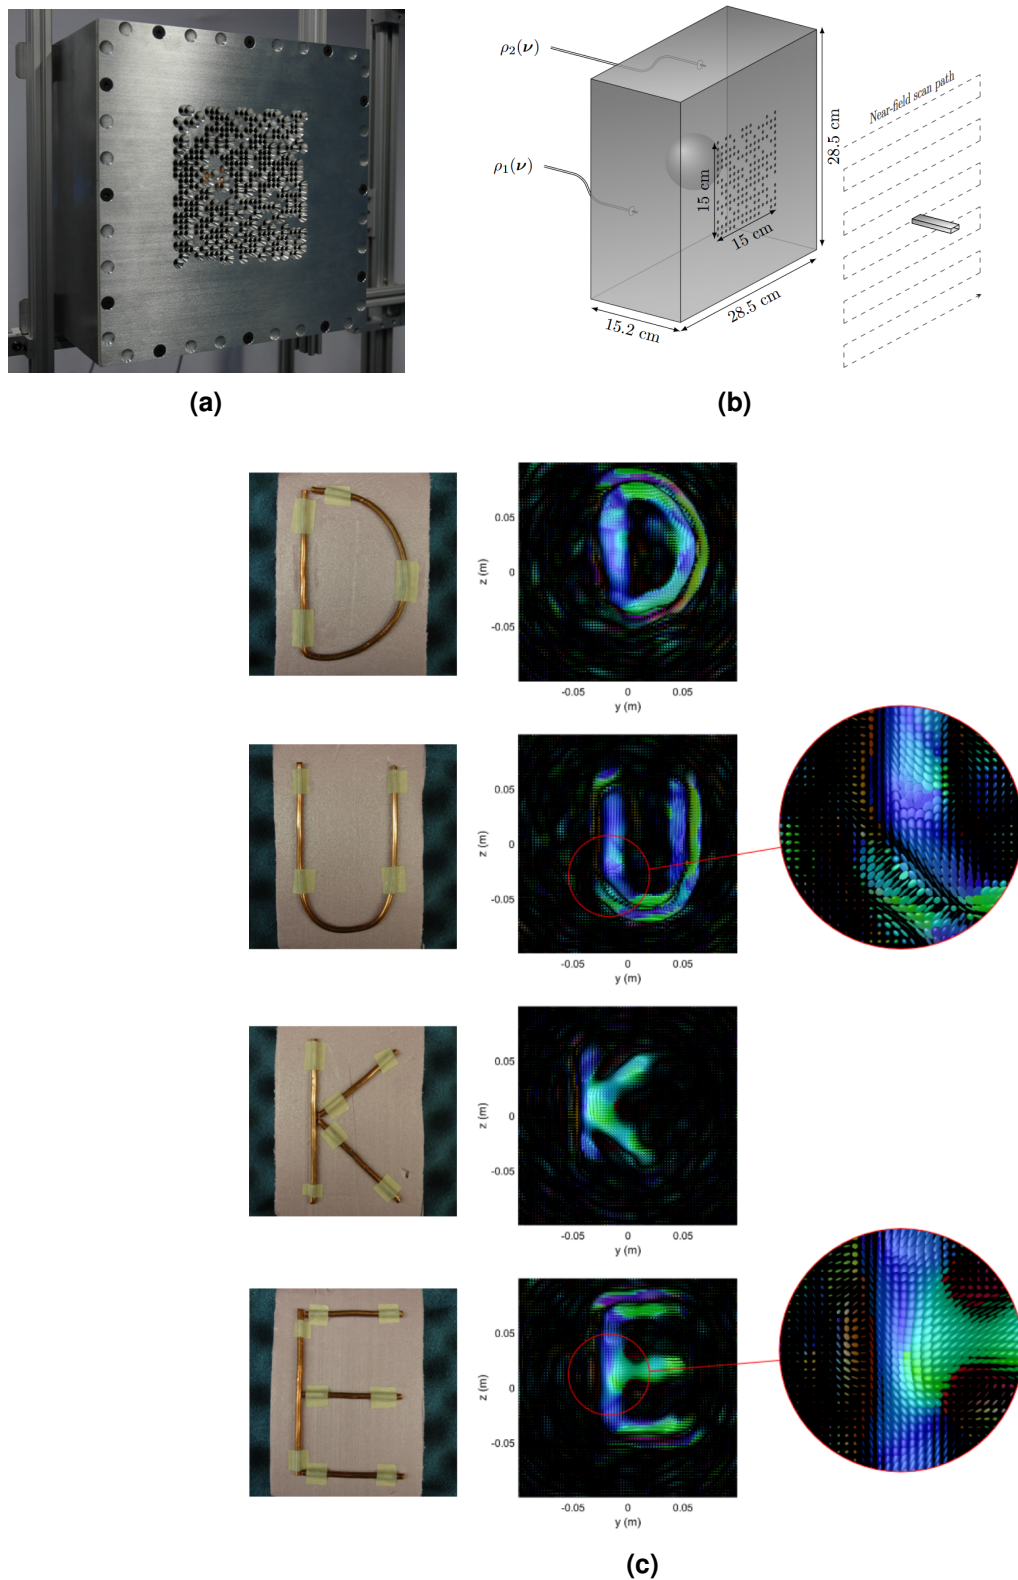 ρ₂(ν)
ρ₁(ν)
15 cm
15 cm
28.5 cm
28.5 cm
15.2 cm
Near-field scan path
(a)
(b)
0.05
0
-0.05
z (m)
-0.05 0 0.05
y (m)
0.05
0
-0.05
z (m)
-0.05 0 0.05
y (m)
0.05
0
-0.05
z (m)
-0.05 0 0.05
y (m)
0.05
0
-0.05
z (m)
-0.05 0 0.05
y (m)
(c)